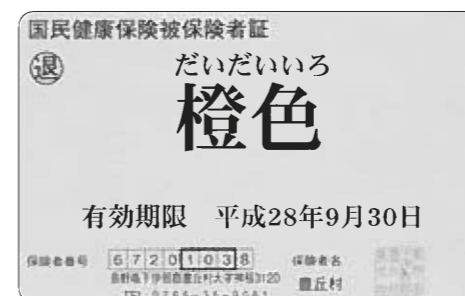 国民健康保険被保険者証
退
だいだいいろ
橙色
有効期限 平成28年9月30日
保険者番号 67201038 保険者名
豊丘村